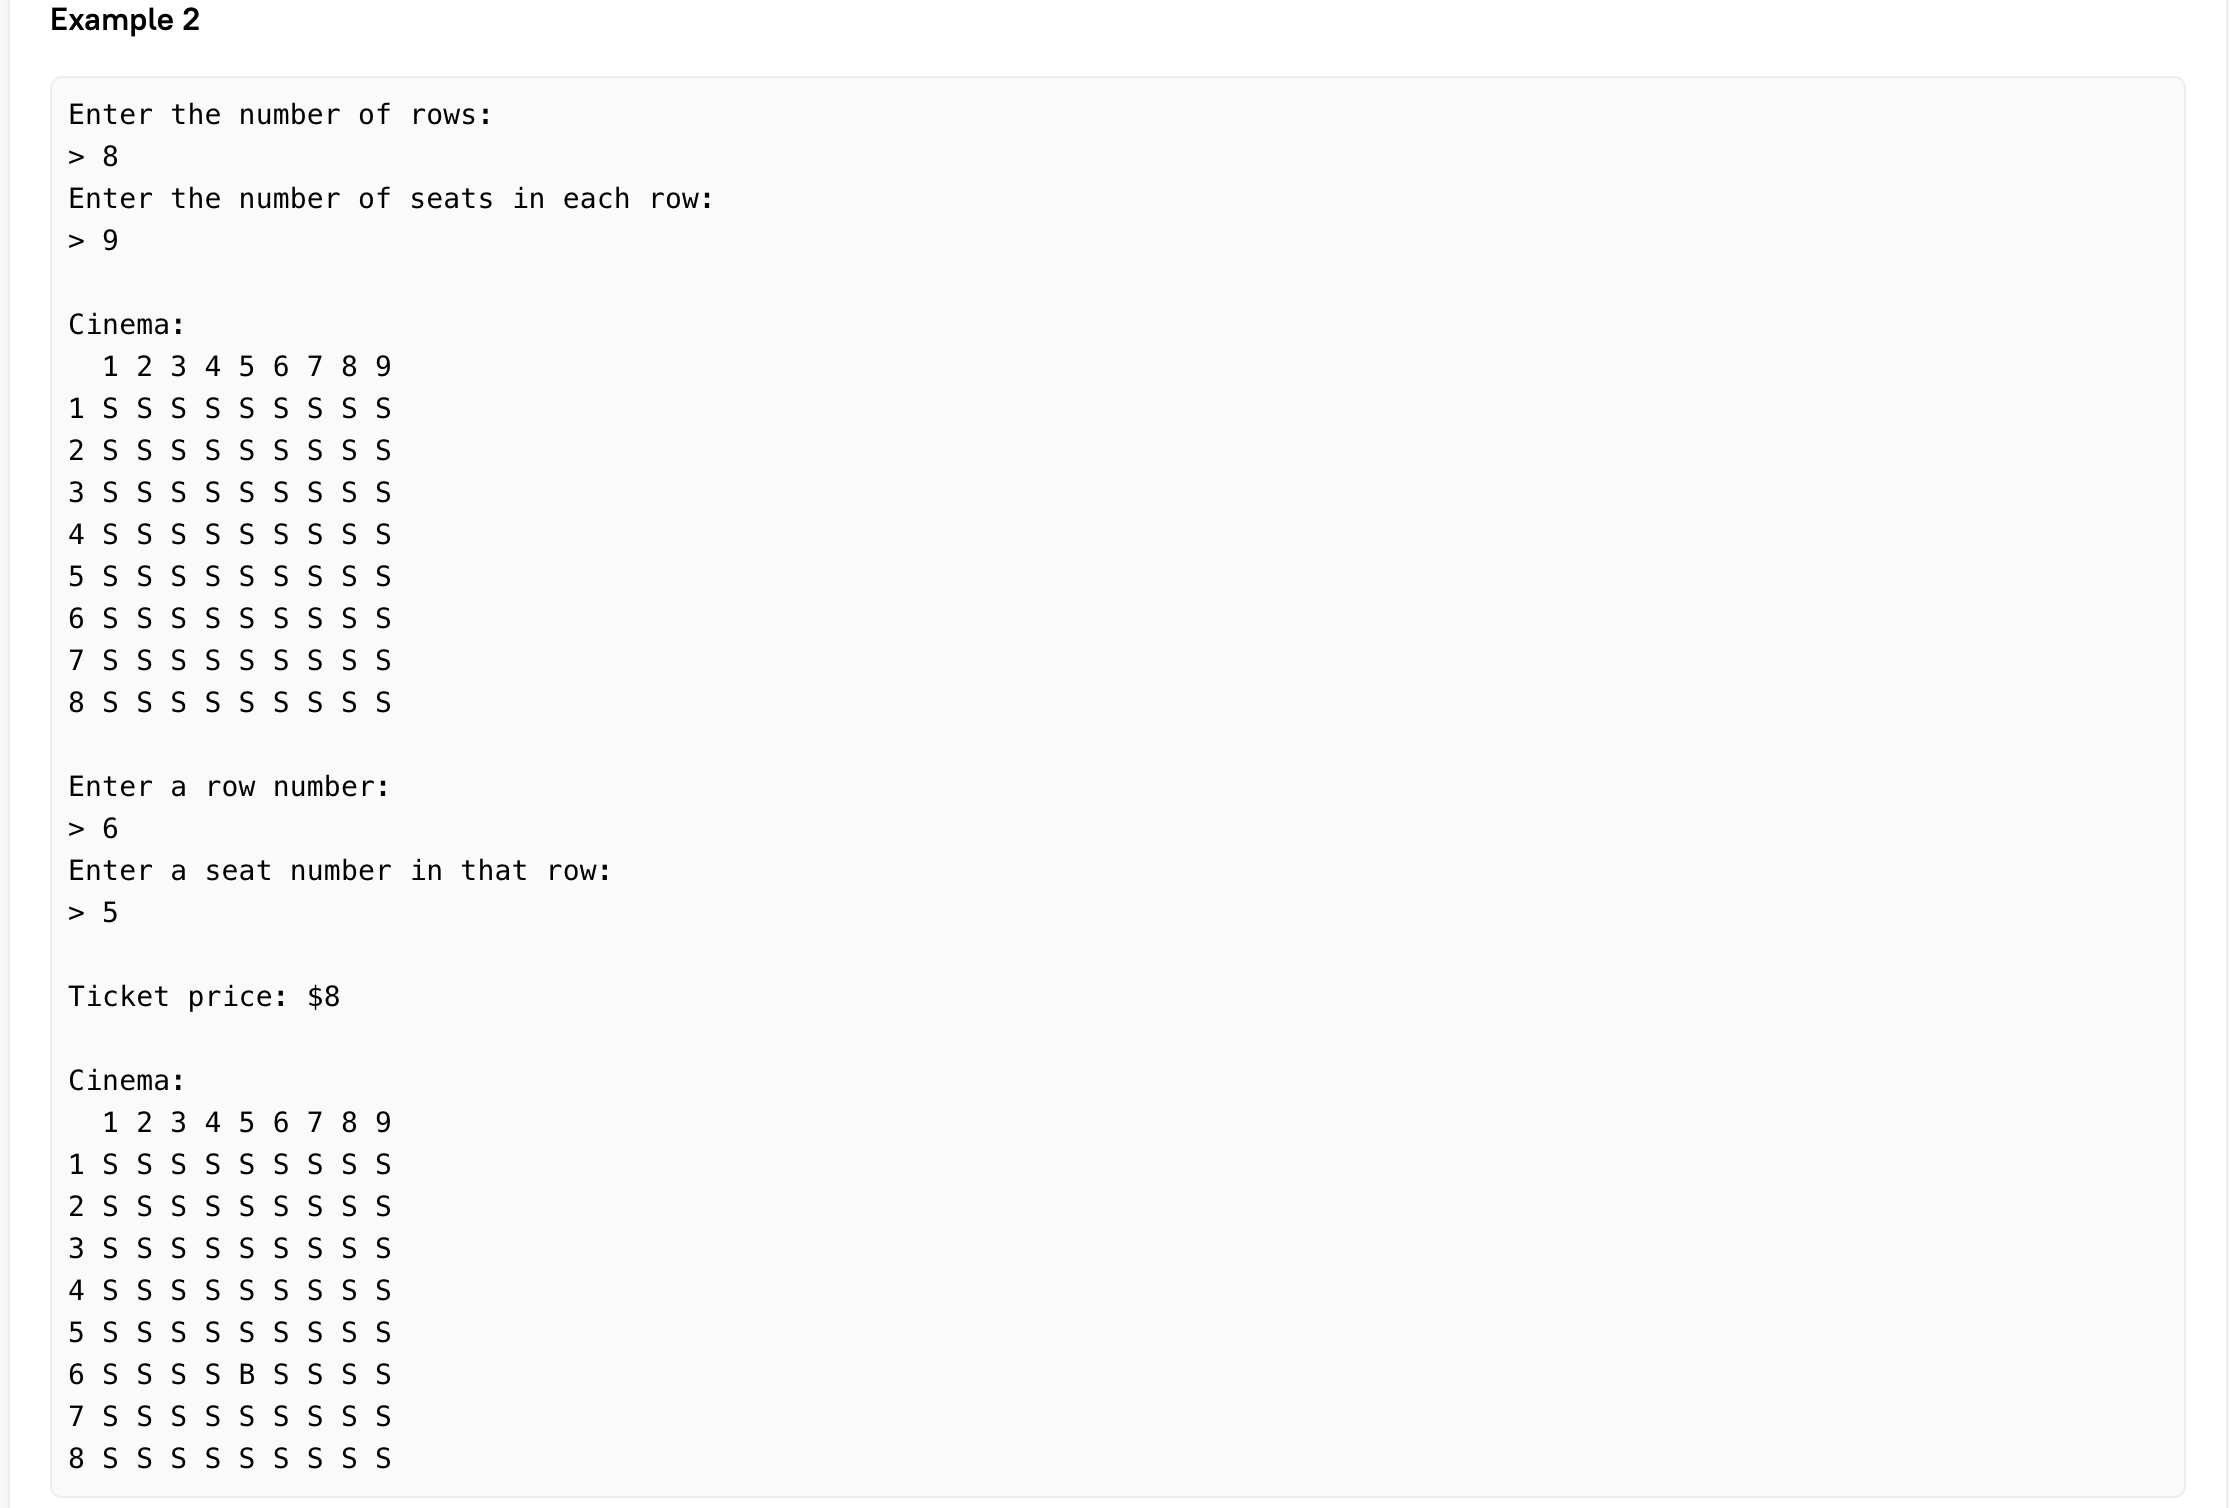 Example 2
Enter the number of rows:
> 8
Enter the number of seats in each row:
> 9
Cinema:
  1 2 3 4 5 6 7 8 9
1 S S S S S S S S S
2 S S S S S S S S S
3 S S S S S S S S S
4 S S S S S S S S S
5 S S S S S S S S S
6 S S S S S S S S S
7 S S S S S S S S S
8 S S S S S S S S S
Enter a row number:
> 6
Enter a seat number in that row:
> 5
Ticket price: $8
Cinema:
  1 2 3 4 5 6 7 8 9
1 S S S S S S S S S
2 S S S S S S S S S
3 S S S S S S S S S
4 S S S S S S S S S
5 S S S S S S S S S
6 S S S S B S S S S
7 S S S S S S S S S
8 S S S S S S S S S